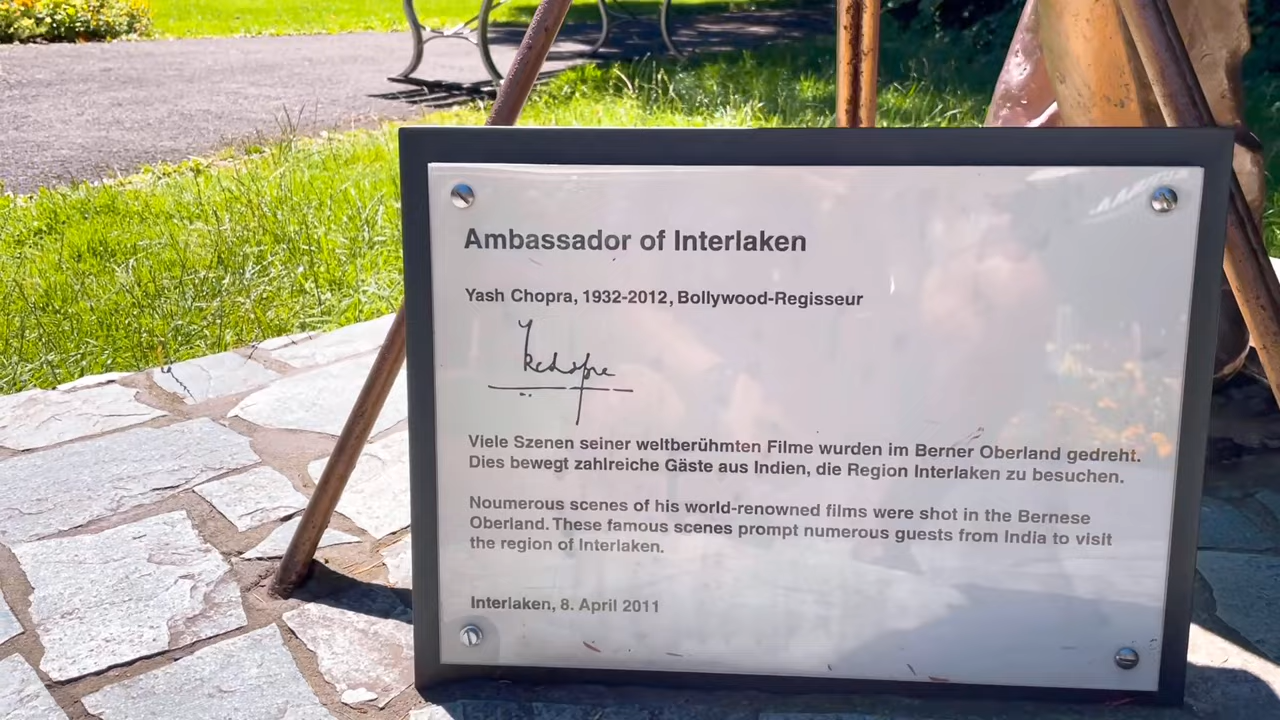 Ambassador of Interlaken
Yash Chopra, 1932-2012, Bollywood-Regisseur
Viele Szenen seiner weltberühmten Filme wurden im Berner Oberland gedreht.
Dies bewegt zahlreiche Gäste aus Indien, die Region Interlaken zu besuchen.
Noumerous scenes of his world-renowned films were shot in the Bernese
Oberland. These famous scenes prompt numerous guests from India to visit
the region of Interlaken.
Interlaken, 8. April 2011